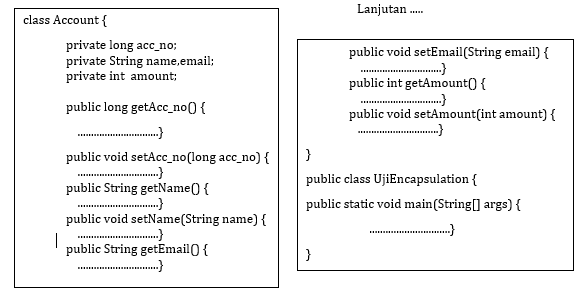 class Account {
private long acc_no;
private String name,email;
private int  amount;
public long getAcc_no() {
..............................}
public void setAcc_no(long acc_no) {
..............................}
public String getName() {
..............................}
public void setName(String name) {
..............................}
public String getEmail() {
..............................}
Lanjutan .....
public void setEmail(String email) {
..............................}
public int getAmount() {
..............................}
public void setAmount(int amount) {
..............................}
}
public class UjiEncapsulation {
public static void main(String[] args) {
..............................}
}